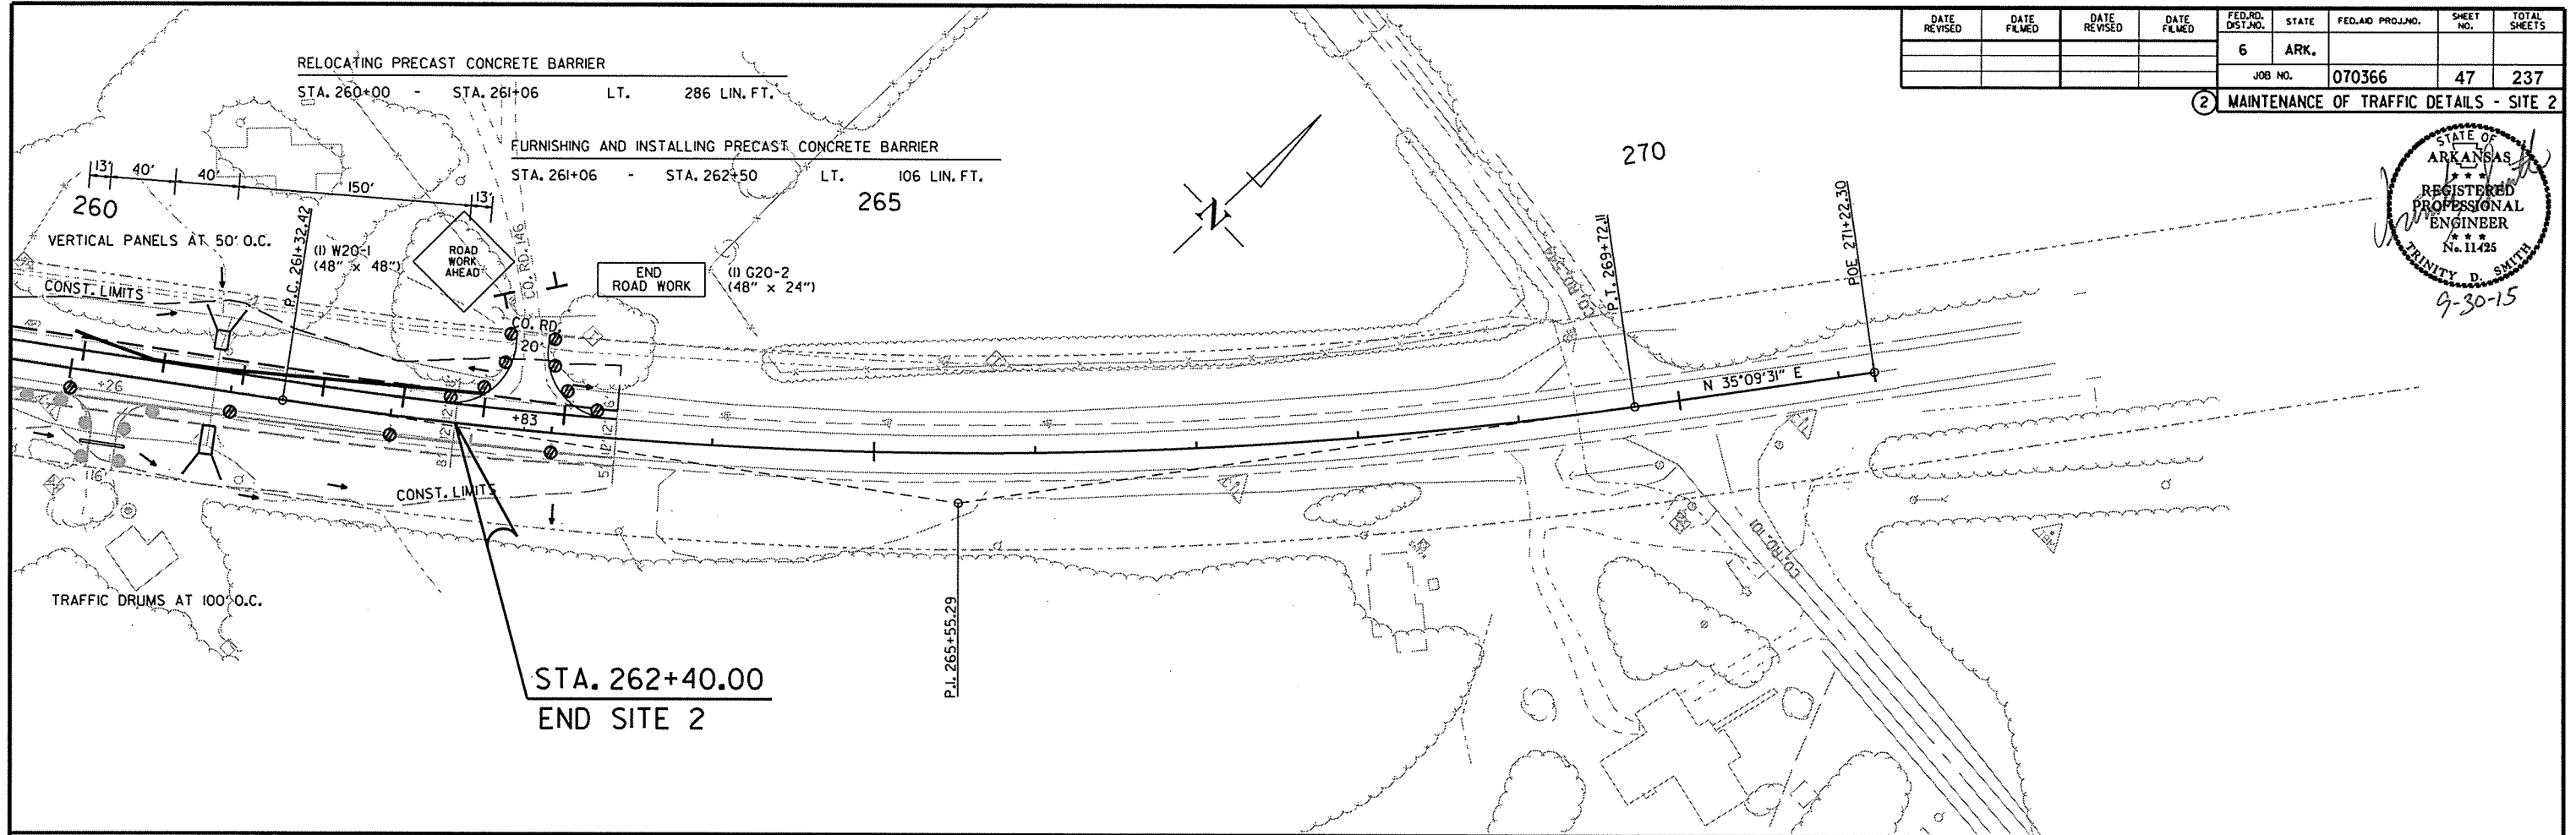 DATE REVISED
DATE FILMED
DATE REVISED
DATE FILMED
FED.RD. DIST.NO.
STATE
FED.AID PROJ.NO.
SHEET NO.
TOTAL SHEETS
6
ARK.
JOB NO.
070366
47
237
2
MAINTENANCE OF TRAFFIC DETAILS - SITE 2
STATE OF
ARKANSAS
REGISTERED
PROFESSIONAL
ENGINEER
No. 11425
TRINITY D. SMITH
9-30-15
RELOCATING PRECAST CONCRETE BARRIER
STA. 260+00 - STA. 261+06 LT. 286 LIN. FT.
FURNISHING AND INSTALLING PRECAST CONCRETE BARRIER
STA. 261+06 - STA. 262+50 LT. 106 LIN. FT.
13'
40'
40'
150'
13'
260
265
270
N
VERTICAL PANELS AT 50' O.C.
P.C. 261+32.42
(1) W20-1
(48" x 48")
ROAD
WORK
AHEAD
CO. RD. 146
END
ROAD WORK
(1) G20-2
(48" x 24")
CONST. LIMITS
CO. RD.
20'
+26
+83
116'
CONST. LIMITS
P.T. 269+72.11
POE 271+22.30
N 35°09'31" E
CO. RD. 101
TRAFFIC DRUMS AT 100' O.C.
P.I. 265+55.29
STA. 262+40.00
END SITE 2